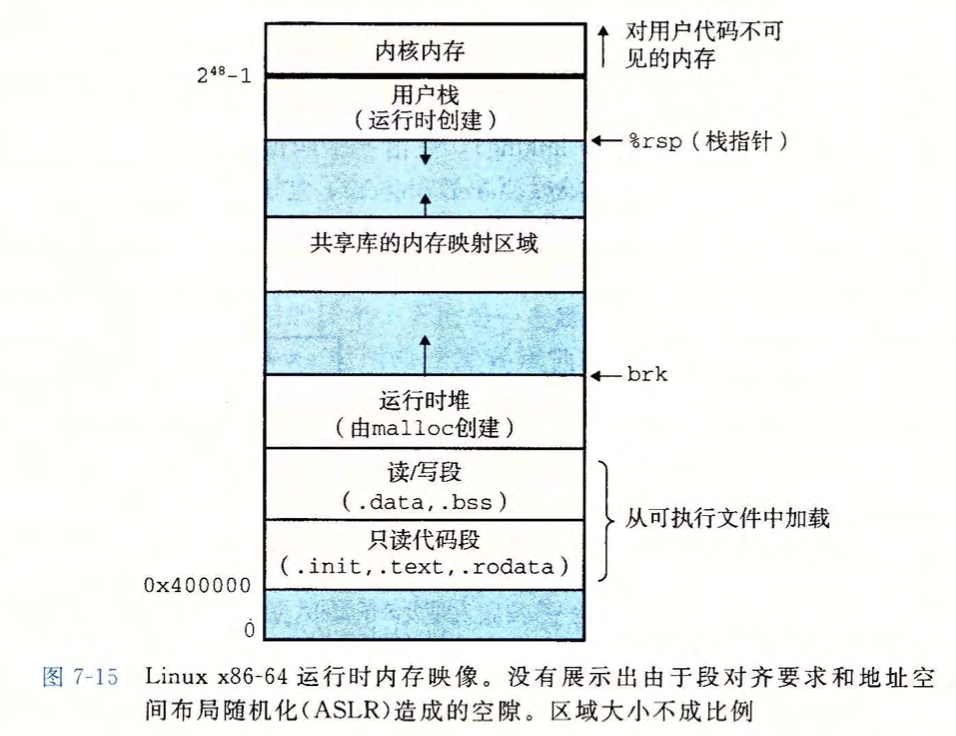 对用户代码不可
见的内存
内核内存
2⁴⁸-1
用户栈
(运行时创建)
%rsp(栈指针)
共享库的内存映射区域
brk
运行时堆
(由malloc创建)
读/写段
(.data,.bss)
从可执行文件中加载
只读代码段
(.init,.text,.rodata)
0x400000
0
图 7-15 Linux x86-64 运行时内存映像。没有展示出由于段对齐要求和地址空
间布局随机化(ASLR)造成的空隙。区域大小不成比例